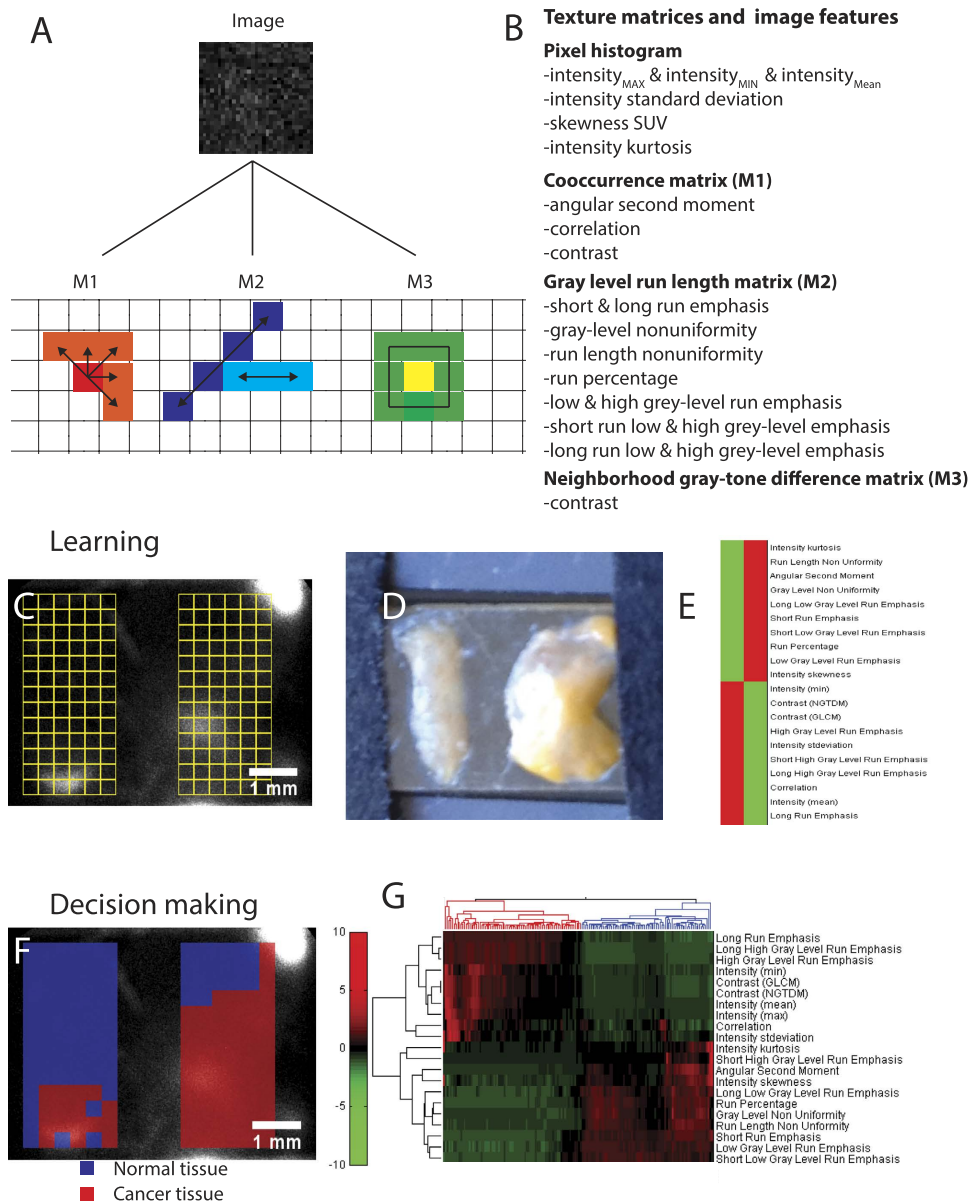 A
Image
M1
M2
M3
B
Texture matrices and image features
Pixel histogram
-intensityMAX & intensityMIN & intensityMean
-intensity standard deviation
-skewness SUV
-intensity kurtosis
Cooccurrence matrix (M1)
-angular second moment
-correlation
-contrast
Gray level run length matrix (M2)
-short & long run emphasis
-gray-level nonuniformity
-run length nonuniformity
-run percentage
-low & high grey-level run emphasis
-short run low & high grey-level emphasis
-long run low & high grey-level emphasis
Neighborhood gray-tone difference matrix (M3)
-contrast
Learning
C
1 mm
D
E
Intensity kurtosis
Run Length Non Uniformity
Angular Second Moment
Gray Level Non Uniformity
Long Low Gray Level Run Emphasis
Short Run Emphasis
Short Low Gray Level Run Emphasis
Run Percentage
Low Gray Level Run Emphasis
Intensity skewness
Intensity (min)
Contrast (NGTDM)
Contrast (GLCM)
High Gray Level Run Emphasis
Intensity stdeviation
Short High Gray Level Run Emphasis
Long High Gray Level Run Emphasis
Correlation
Intensity (mean)
Long Run Emphasis
Decision making
F
1 mm
Normal tissue
Cancer tissue
G
10
5
0
-5
-10
Long Run Emphasis
Long High Gray Level Run Emphasis
High Gray Level Run Emphasis
Intensity (min)
Contrast (GLCM)
Contrast (NGTDM)
Intensity (mean)
Intensity (max)
Correlation
Intensity stdeviation
Intensity kurtosis
Short High Gray Level Run Emphasis
Angular Second Moment
Intensity skewness
Long Low Gray Level Run Emphasis
Run Percentage
Gray Level Non Uniformity
Run Length Non Uniformity
Short Run Emphasis
Low Gray Level Run Emphasis
Short Low Gray Level Run Emphasis